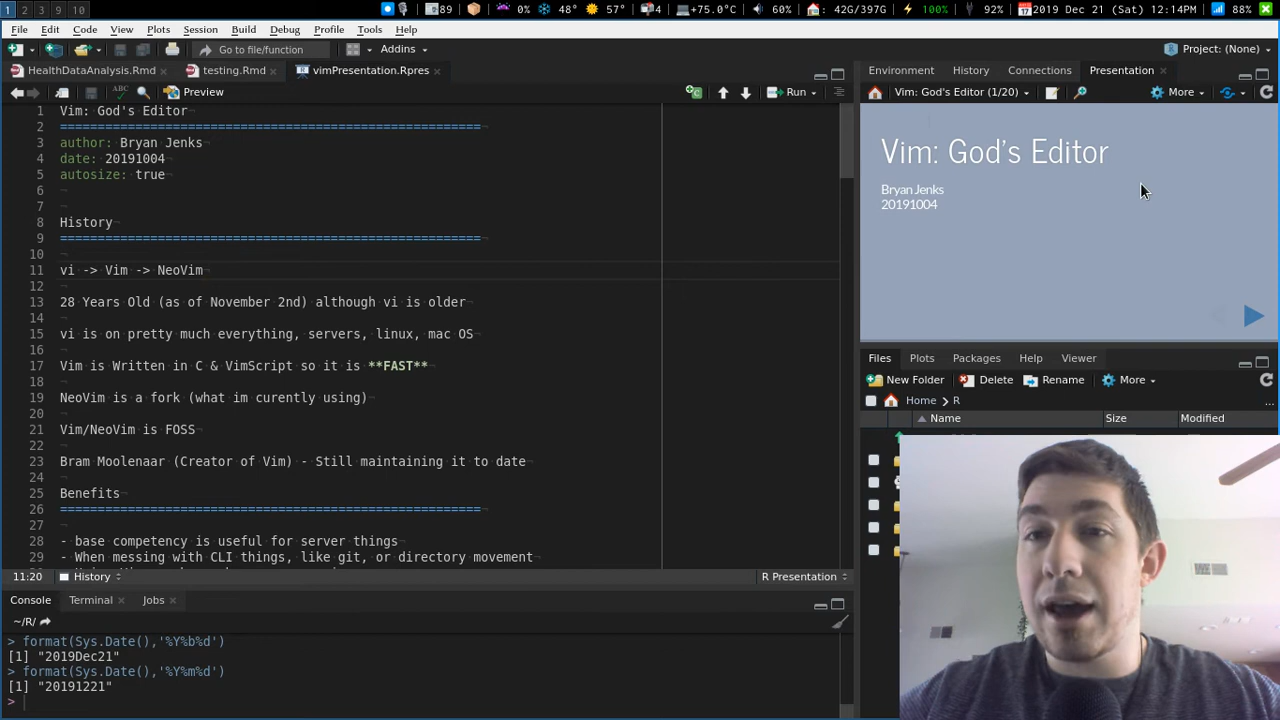 1 2 3 9 10 89 0% 48° 57° 4 +75.0°C 60% : 42G/397G 100% 92% 2019 Dec 21 (Sat) 12:14PM 88%
File Edit Code View Plots Session Build Debug Profile Tools Help
Go to file/function Addins Project: (None)
HealthDataAnalysis.Rmd testing.Rmd vimPresentation.Rpres
Preview Run
1 Vim: God's Editor
2 ========================================================
3 author: Bryan Jenks
4 date: 20191004
5 autosize: true
6
7
8 History
9 ========================================================
10
11 vi -> Vim -> NeoVim
12
13 28 Years Old (as of November 2nd) although vi is older
14
15 vi is on pretty much everything, servers, linux, mac OS
16
17 Vim is Written in C & VimScript so it is **FAST**
18
19 NeoVim is a fork (what im curently using)
20
21 Vim/NeoVim is FOSS
22
23 Bram Moolenaar (Creator of Vim) - Still maintaining it to date
24
25 Benefits
26 ========================================================
27
28 - base competency is useful for server things
29 - When messing with CLI things, like git, or directory movement
11:20 History R Presentation
Console Terminal Jobs
~/R/
> format(Sys.Date(),'%Y%b%d')
[1] "2019Dec21"
> format(Sys.Date(),'%Y%m%d')
[1] "20191221"
>
Environment History Connections Presentation
Vim: God's Editor (1/20) More
Vim: God's Editor
Bryan Jenks
20191004
Files Plots Packages Help Viewer
New Folder Delete Rename More
Home > R ...
Name Size Modified